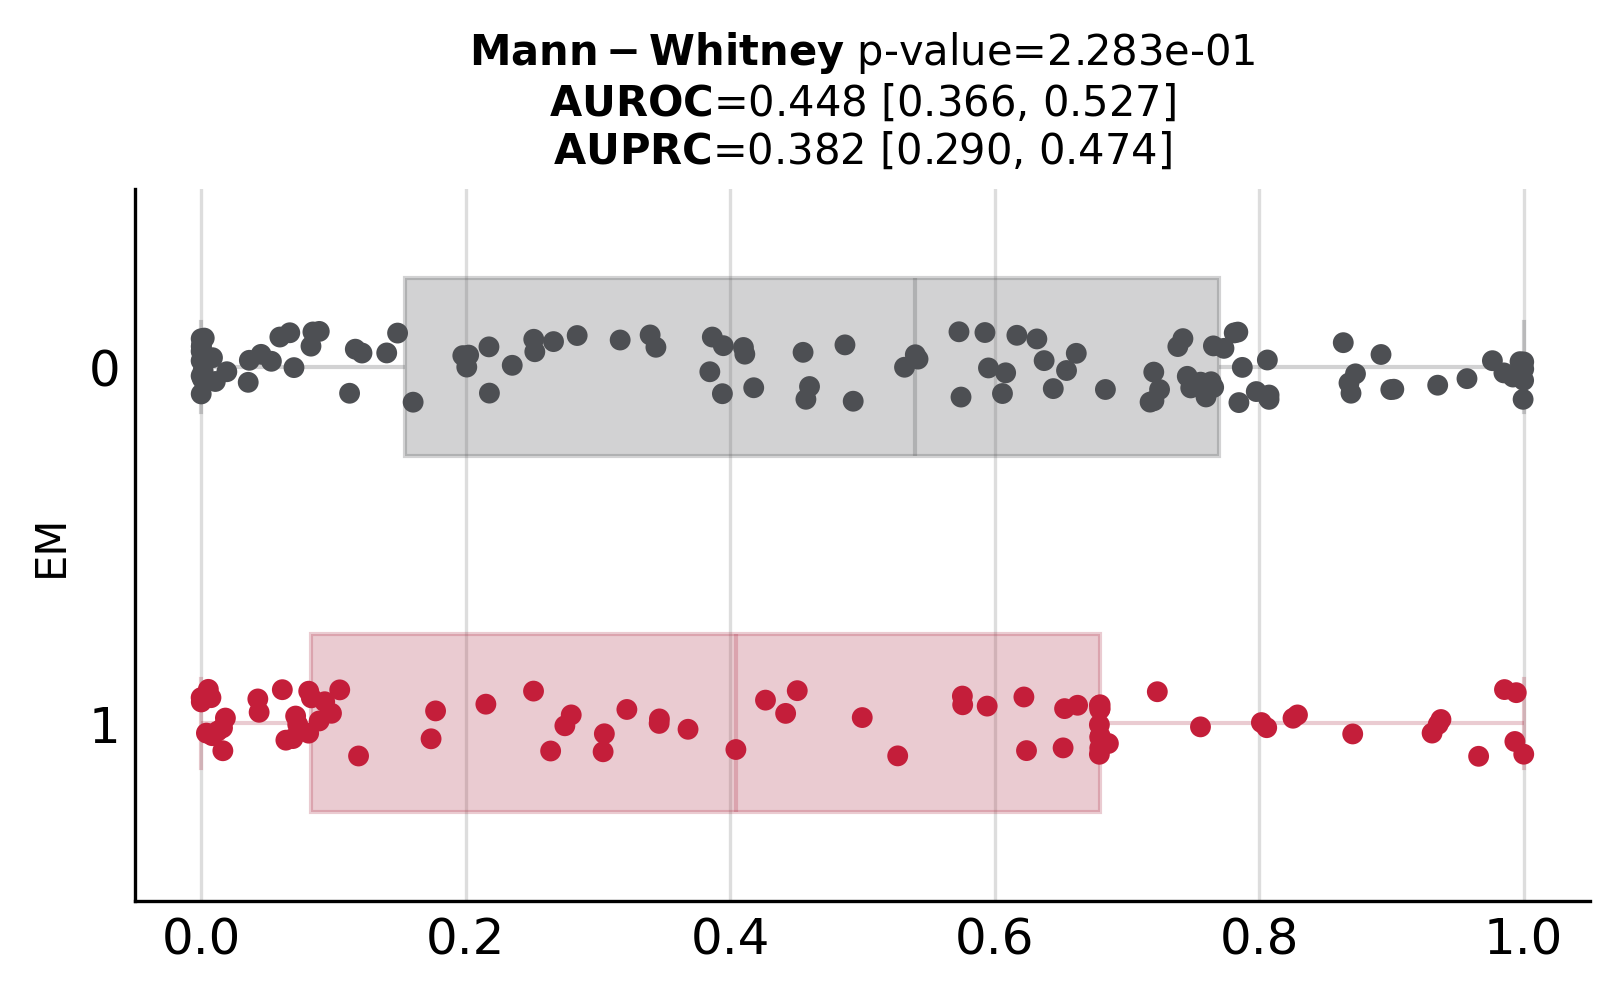 Mann − Whitney p-value=2.283e-01
AUROC=0.448 [0.366, 0.527]
AUPRC=0.382 [0.290, 0.474]
0
EM
1
0.0 0.2 0.4 0.6 0.8 1.0